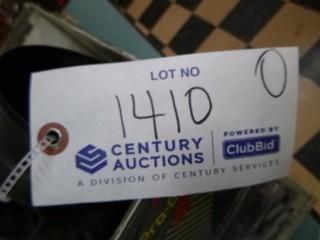 LOT NO
1410 0
CENTURY AUCTIONS
POWERED BY
ClubBid
A DIVISION OF CENTURY SERVICES